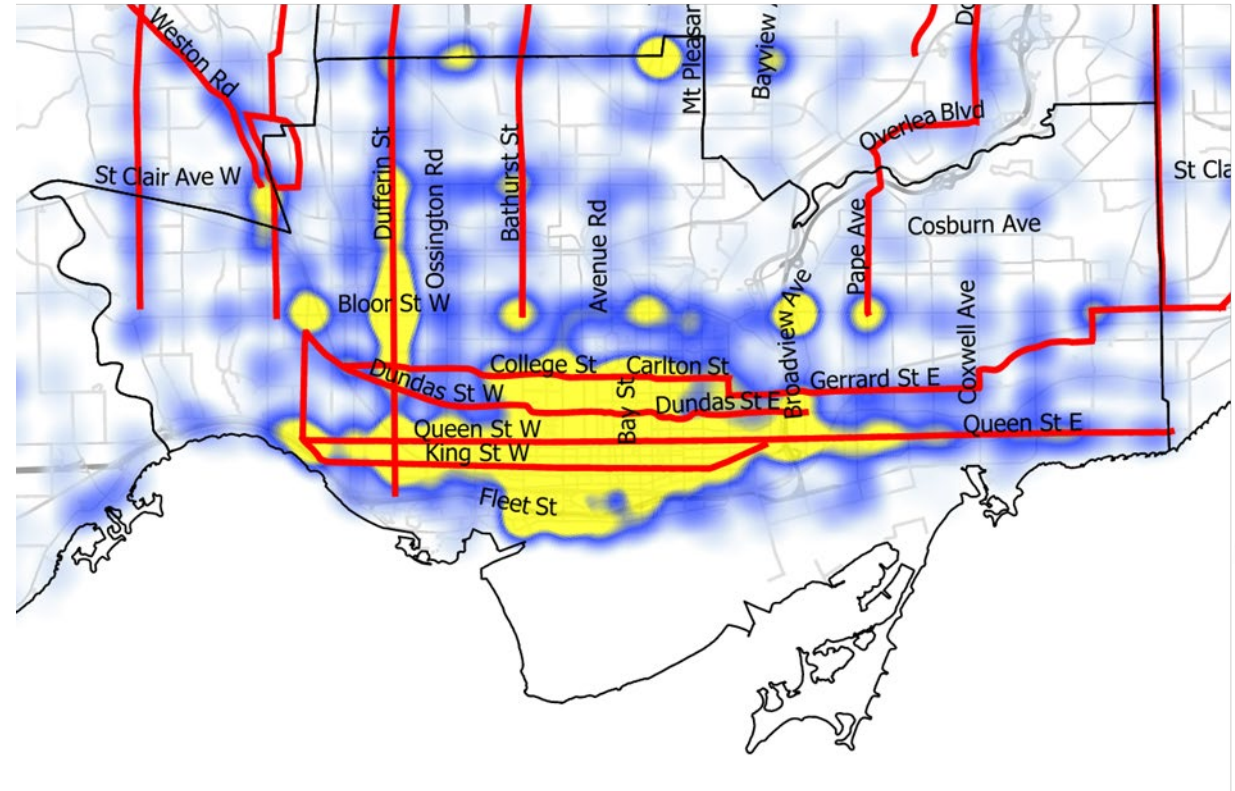 Weston Rd
Mt Pleasan
Bayview
Do
Overlea Blvd
St Clair Ave W
Dufferin St
Ossington Rd
Bathurst St
Avenue Rd
Pape Ave
Cosburn Ave
St Cla
Bloor St W
Broadview Ave
Coxwell Ave
College St
Carlton St
Dundas St W
Gerrard St E
Bay St
Dundas St E
Queen St W
Queen St E
King St W
Fleet St